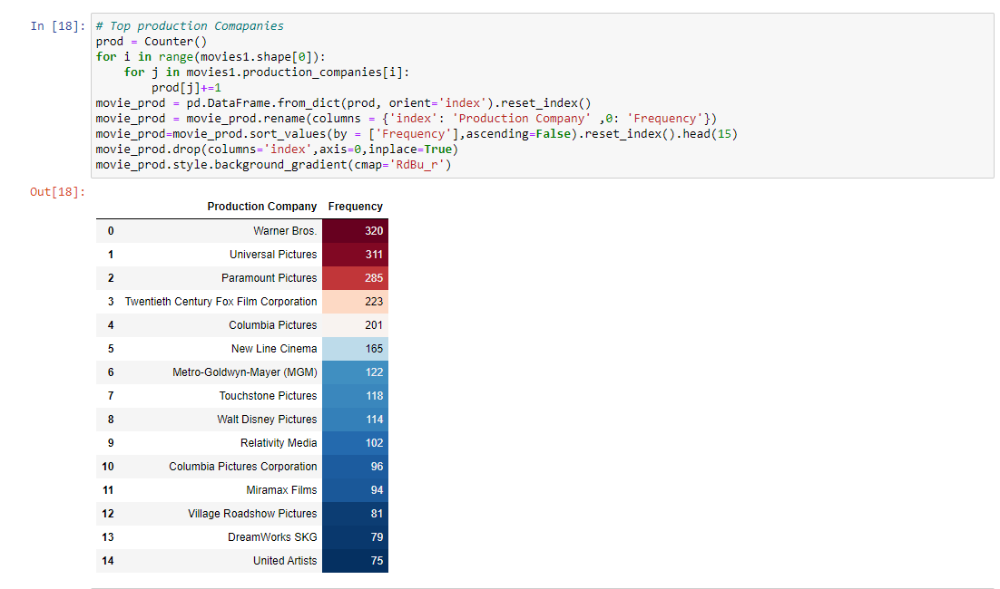 In [18]: # Top production Comapanies
prod = Counter()
for i in range(movies1.shape[0]):
    for j in movies1.production_companies[i]:
        prod[j]+=1
movie_prod = pd.DataFrame.from_dict(prod, orient='index').reset_index()
movie_prod = movie_prod.rename(columns = {'index': 'Production Company' ,0: 'Frequency'})
movie_prod=movie_prod.sort_values(by = ['Frequency'],ascending=False).reset_index().head(15)
movie_prod.drop(columns='index',axis=0,inplace=True)
movie_prod.style.background_gradient(cmap='RdBu_r')
Out[18]:
Production Company Frequency
0 Warner Bros. 320
1 Universal Pictures 311
2 Paramount Pictures 285
3 Twentieth Century Fox Film Corporation 223
4 Columbia Pictures 201
5 New Line Cinema 165
6 Metro-Goldwyn-Mayer (MGM) 122
7 Touchstone Pictures 118
8 Walt Disney Pictures 114
9 Relativity Media 102
10 Columbia Pictures Corporation 96
11 Miramax Films 94
12 Village Roadshow Pictures 81
13 DreamWorks SKG 79
14 United Artists 75